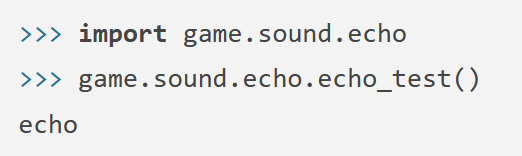 >>> import game.sound.echo
>>> game.sound.echo.echo_test()
echo